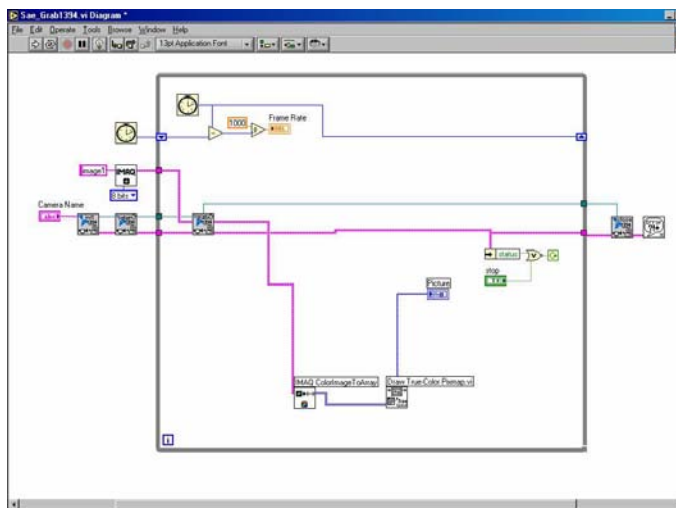 Sae_Grab1394.vi Diagram *
File Edit Operate Tools Browse Window Help
13pt Application Font
1000
Frame Rate
image1
IMAQ
8 bits
Camera Name
status
stop
Picture
IMAQ ColorImageToArray
Draw True-Color Pixmap.vi
i